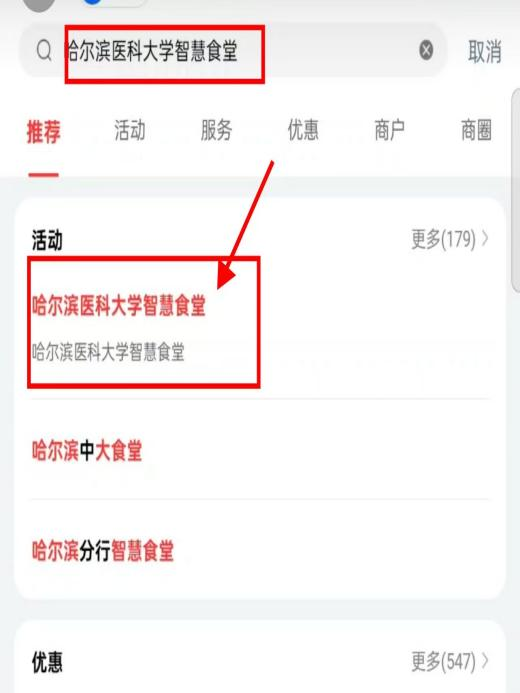 哈尔滨医科大学智慧食堂
取消
推荐 活动 服务 优惠 商户 商圈
活动 更多(179)
哈尔滨医科大学智慧食堂
哈尔滨医科大学智慧食堂
哈尔滨中大食堂
哈尔滨分行智慧食堂
优惠 更多(547)